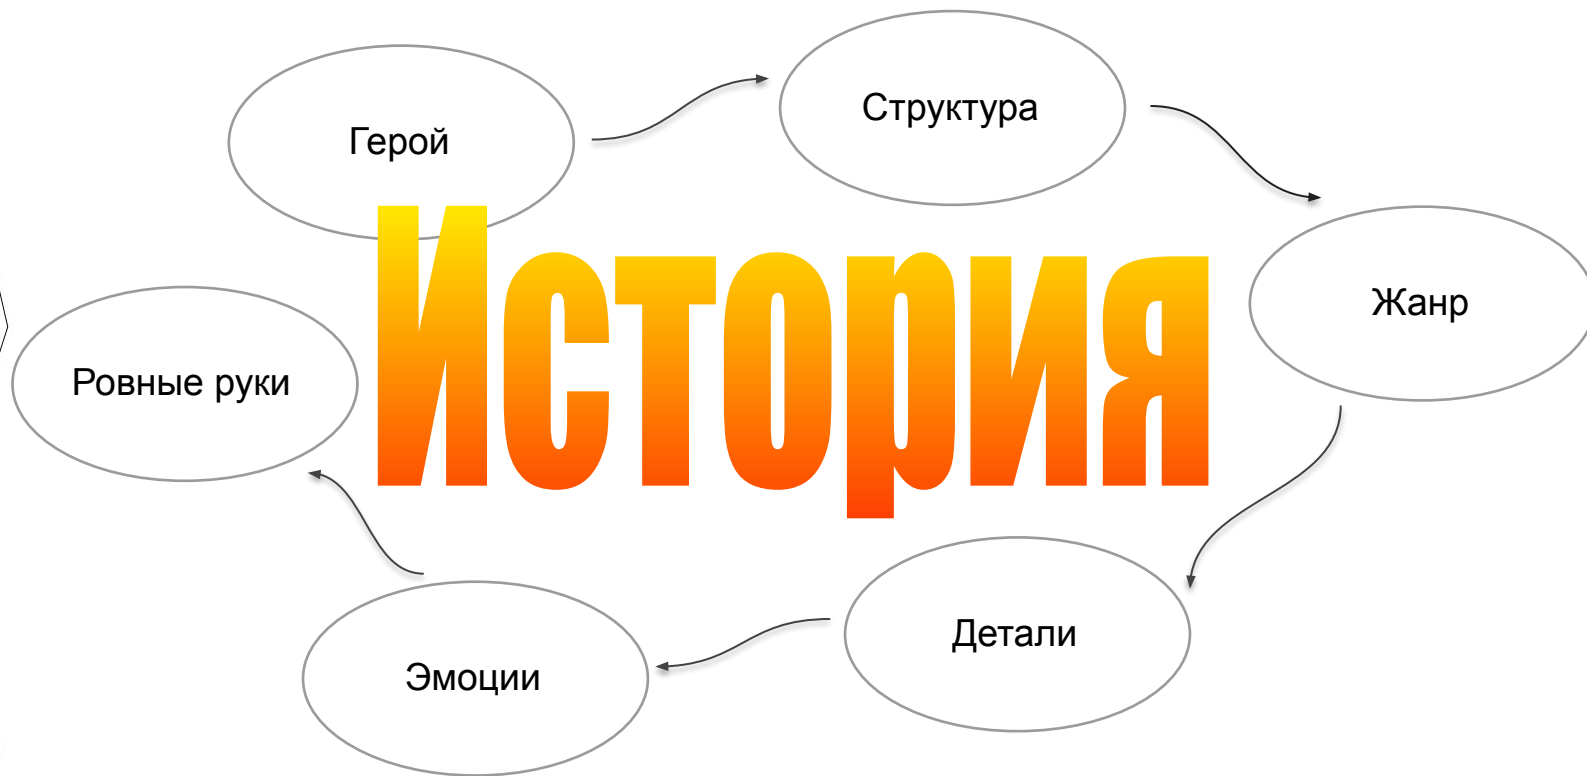 Герой
Структура
Жанр
История
Ровные руки
Детали
Эмоции